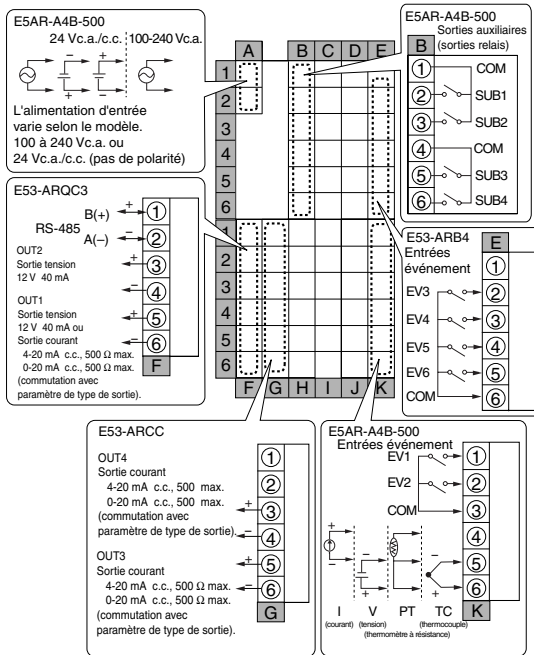 E5AR-A4B-500
24 Vc.a./c.c. 100-240 Vc.a.
– + + –
+ – – +
L'alimentation d'entrée
varie selon le modèle.
100 à 240 Vc.a. ou
24 Vc.a./c.c. (pas de polarité)
A B C D E
1
2
3
4
5
6
1
2
3
4
5
6
F G H I J K
E5AR-A4B-500
Sorties auxiliaires
(sorties relais)
B
1 COM
2 SUB1
3 SUB2
4 COM
5 SUB3
6 SUB4
E53-ARQC3
B(+) + 1
RS-485
A(–) – 2
OUT2
Sortie tension
12 V 40 mA
+ 3
– 4
OUT1
Sortie tension
12 V 40 mA ou
Sortie courant
4-20 mA c.c., 500 Ω max.
0-20 mA c.c., 500 Ω max.
(commutation avec
paramètre de type de sortie).
+ 5
– 6
F
E53-ARB4
Entrées
événement
E
1
EV3 2
EV4 3
EV5 4
EV6 5
COM 6
E53-ARCC
OUT4
Sortie courant
4-20 mA c.c., 500 max.
0-20 mA c.c., 500 max.
(commutation avec
paramètre de type de sortie).
OUT3
Sortie courant
4-20 mA c.c., 500 Ω max.
0-20 mA c.c., 500 Ω max.
(commutation avec
paramètre de type de sortie).
1
2
+ 3
– 4
+ 5
– 6
G
E5AR-A4B-500
Entrées événement
EV1 1
EV2 2
COM 3
4
5
6
+ – –
– + +
I V PT TC K
(courant) (tension) (thermocouple)
(thermomètre à résistance)